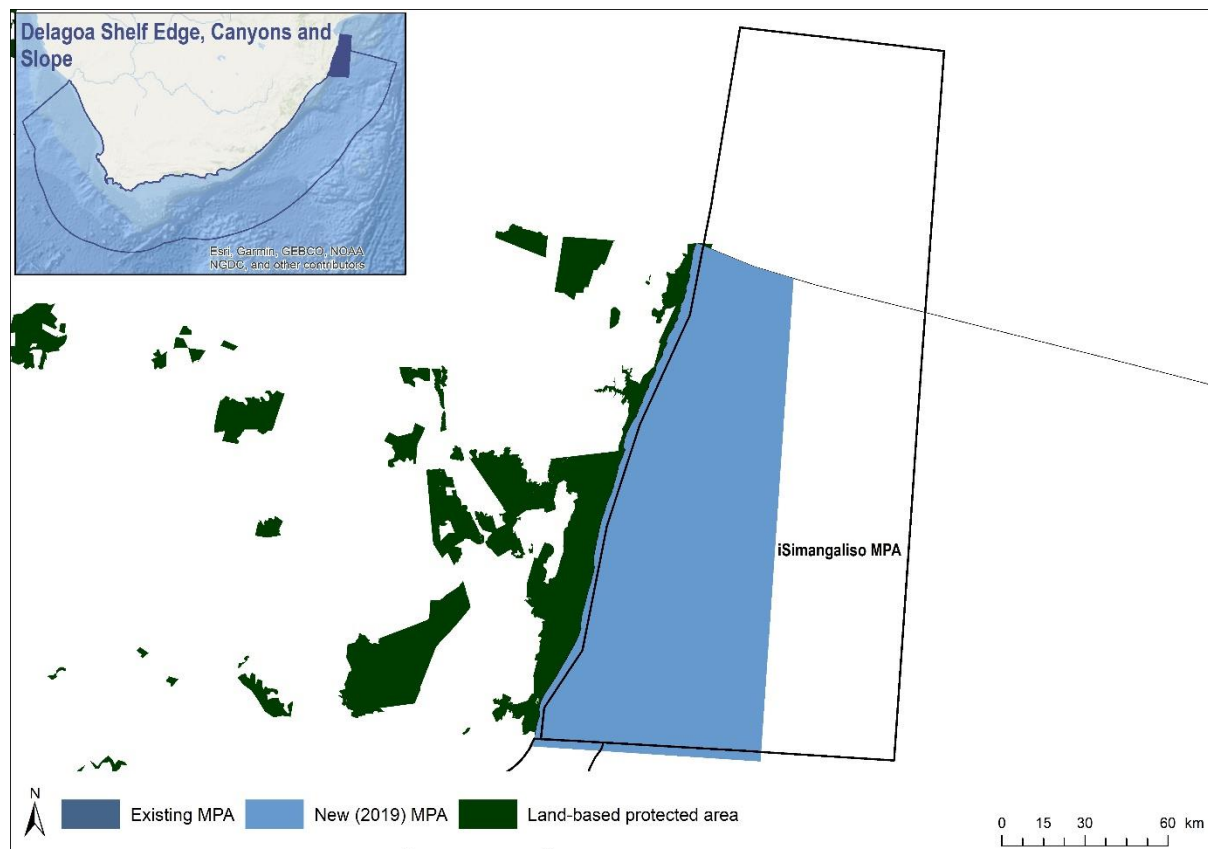 Delagoa Shelf Edge, Canyons and
Slope
Esri, Garmin, GEBCO, NOAA
NGDC, and other contributors
iSimangaliso MPA
N
Existing MPA
New (2019) MPA
Land-based protected area
0 15 30 60 km